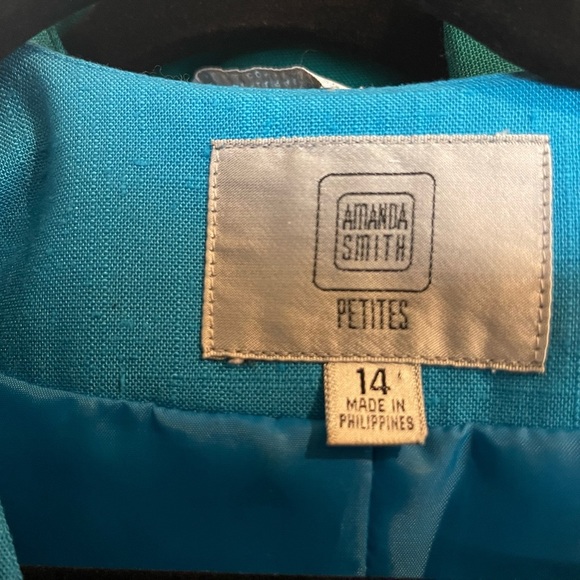 AMANDA
SMITH
PETITES
14
MADE IN
PHILIPPINES